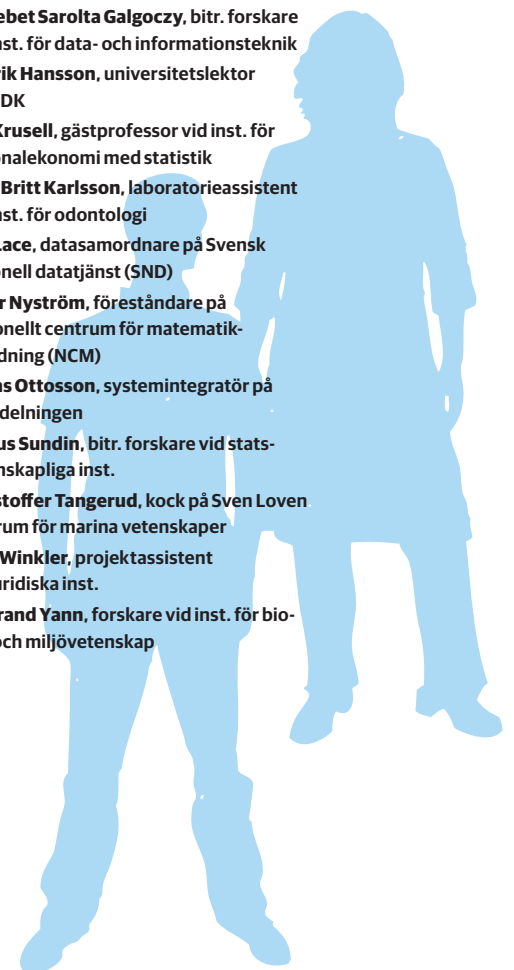 ebet Sarolta Galgoczy, bitr. forskare
nst. för data- och informationsteknik
rik Hansson, universitetslektor
DK
Krusell, gästprofessor vid inst. för
onalekonomi med statistik
Britt Karlsson, laboratorieassistent
nst. för odontologi
Lace, datasamordnare på Svensk
onell datatjänst (SND)
r Nyström, föreståndare på
onellt centrum för matematik-
dning (NCM)
as Ottosson, systemintegratör på
delningen
us Sundin, bitr. forskare vid stats-
nskapliga inst.
stoffer Tangerud, kock på Sven Loven
rum för marina vetenskaper
Winkler, projektassistent
uridiska inst.
rand Yann, forskare vid inst. för bio-
och miljövetenskap